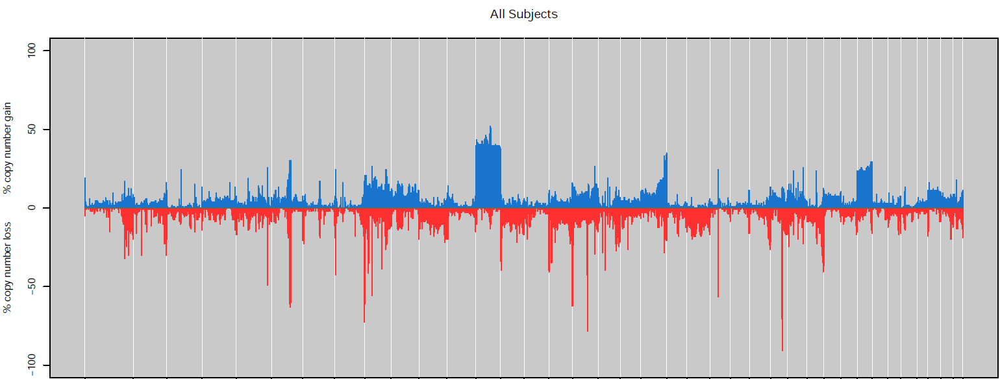 All Subjects
% copy number gain
% copy number loss
100
50
0
−50
−100